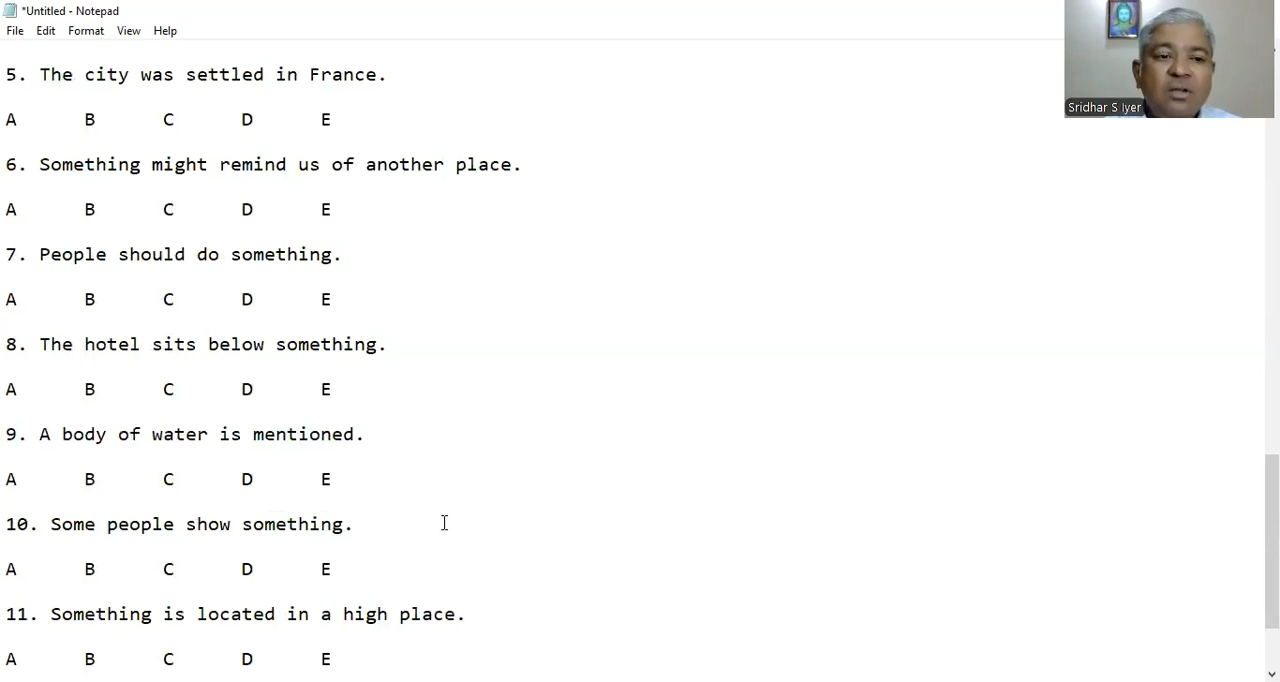 *Untitled - Notepad
File Edit Format View Help
Sridhar S Iyer
5. The city was settled in France.
A B C D E
6. Something might remind us of another place.
A B C D E
7. People should do something.
A B C D E
8. The hotel sits below something.
A B C D E
9. A body of water is mentioned.
A B C D E
10. Some people show something.
A B C D E
11. Something is located in a high place.
A B C D E